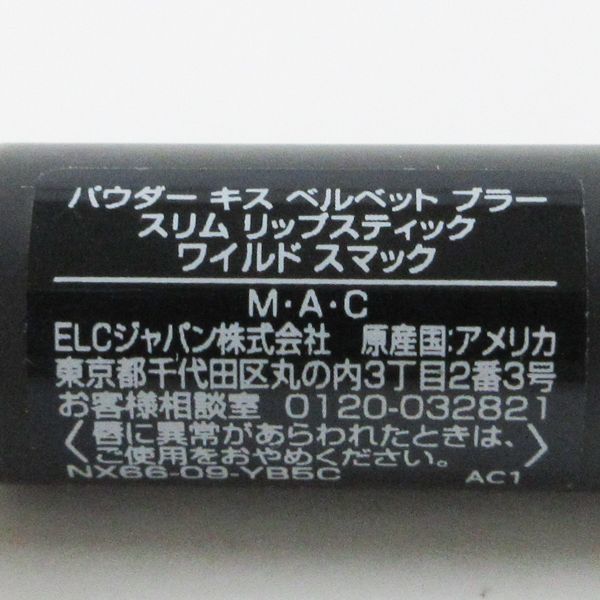 パウダー キス ベルベット ブラー
スリム リップスティック
ワイルド スマック
M・A・C
ELCジャパン株式会社 原産国:アメリカ
東京都千代田区丸の内3丁目2番3号
お客様相談室 0120-032821
〈唇に異常があらわれたときは、
ご使用をおやめください。〉
NX66-09-YB5C AC1